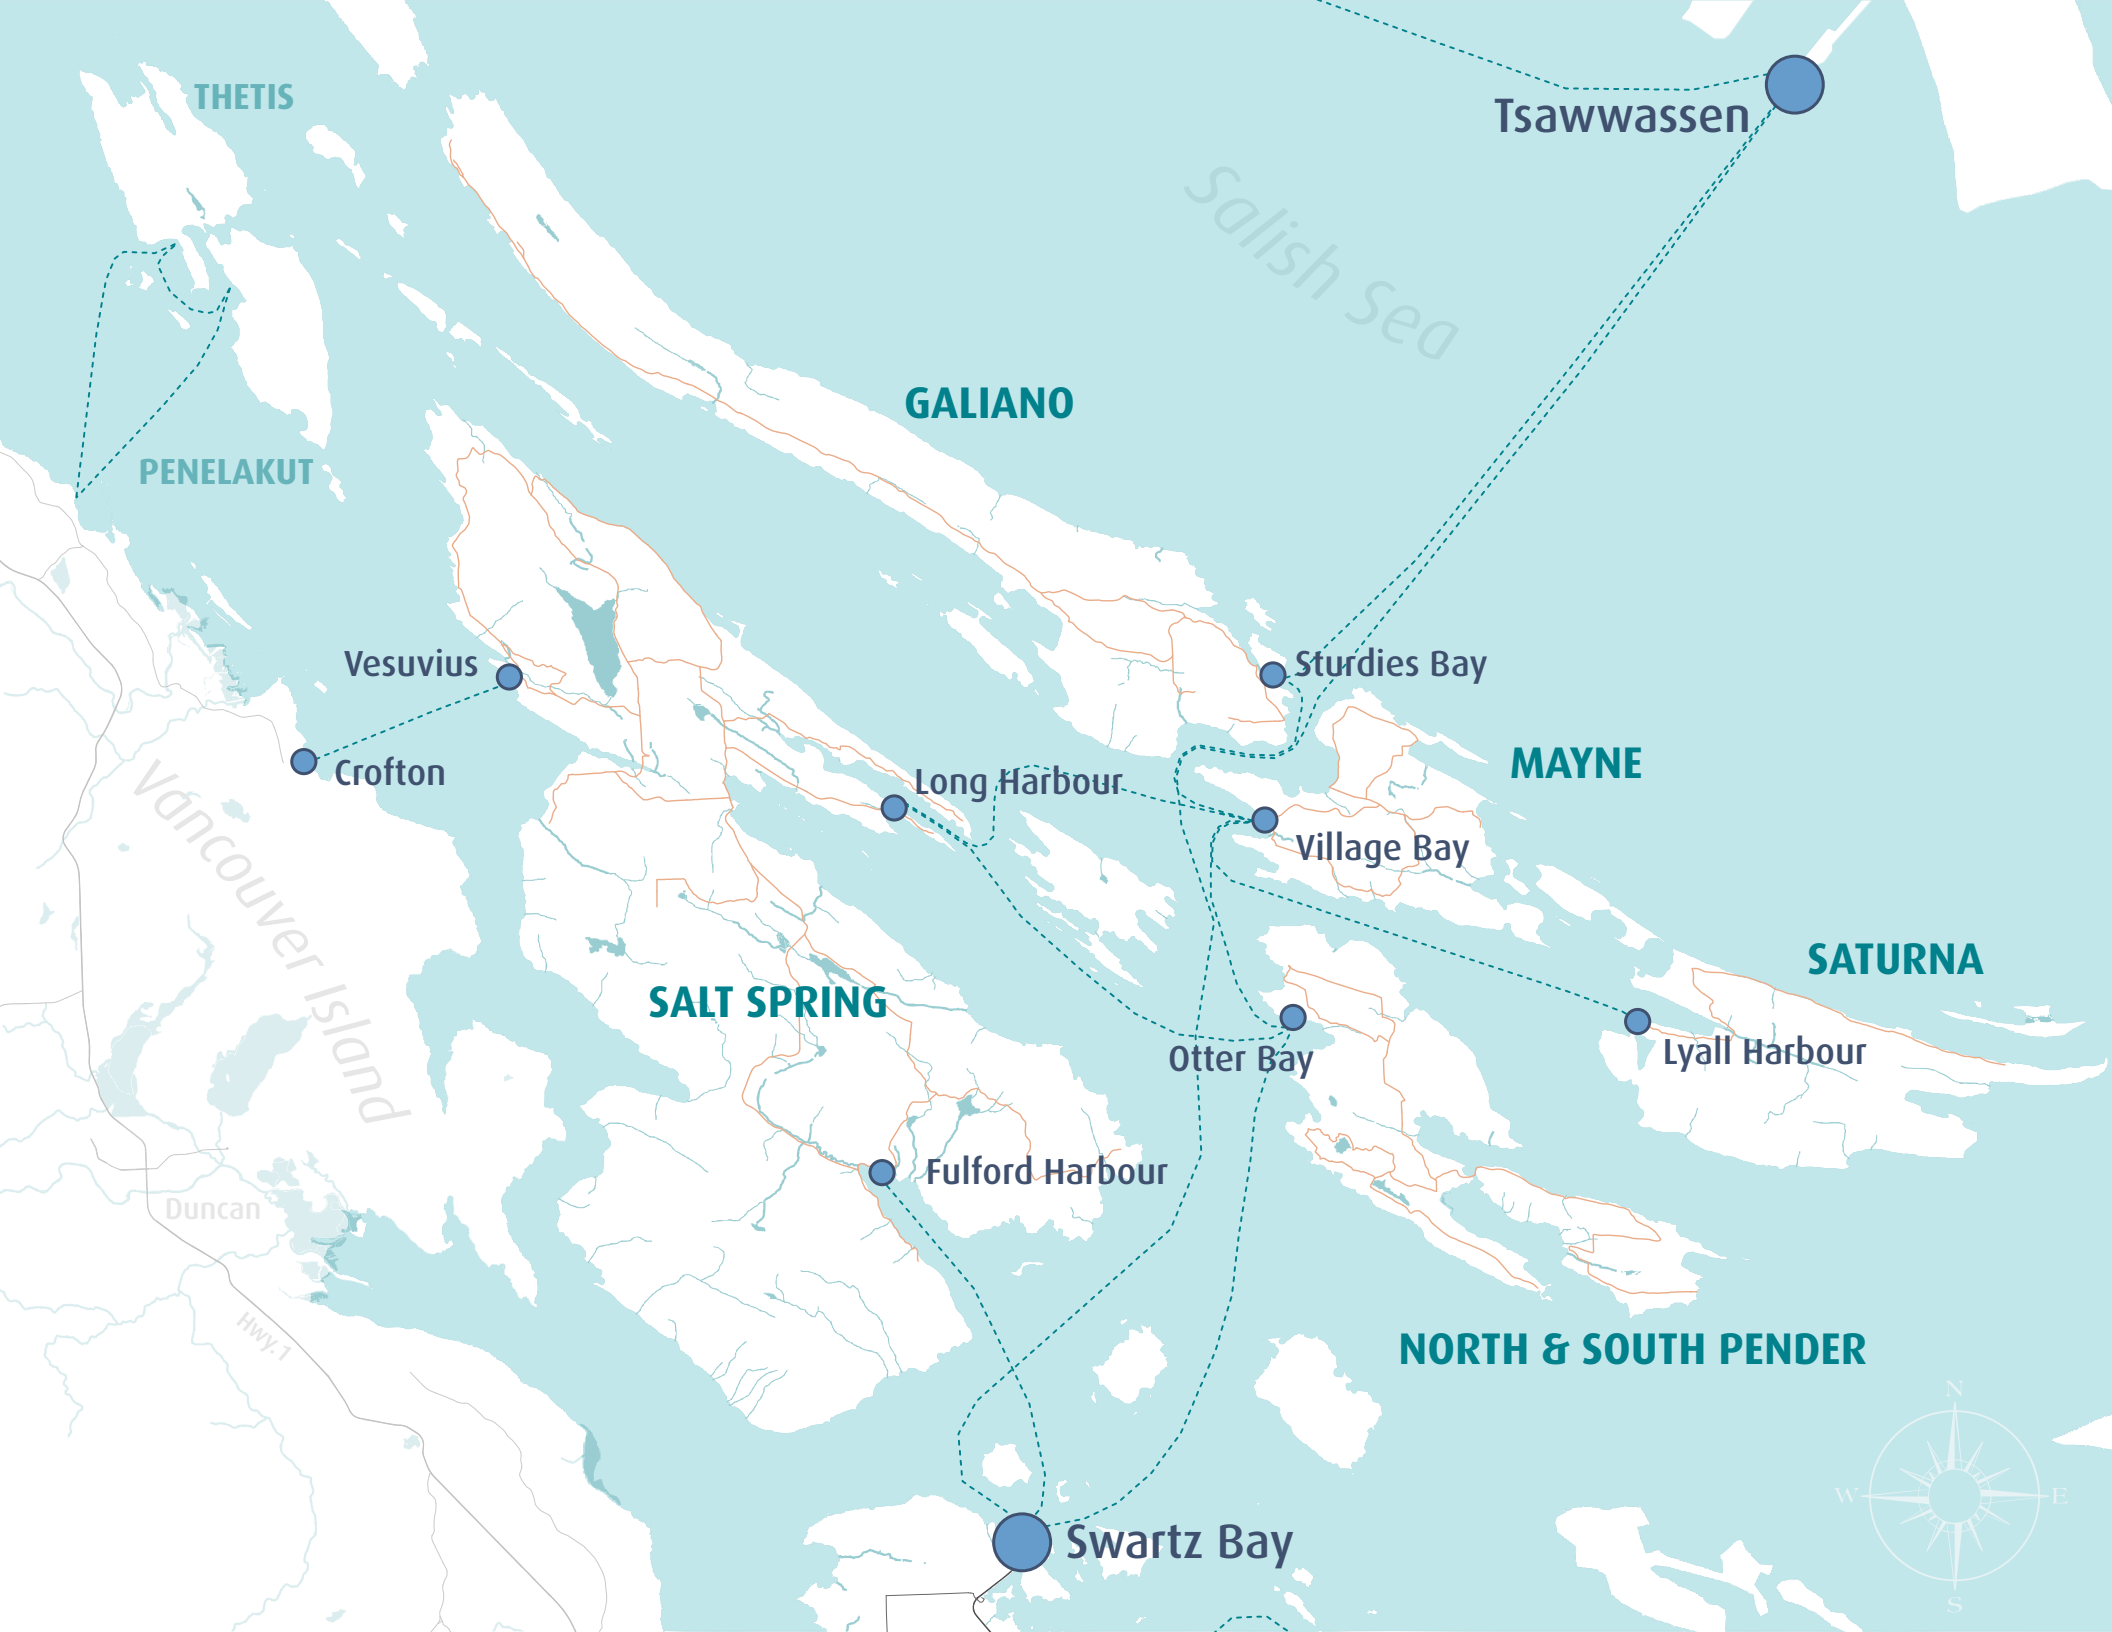 THETIS
Tsawwassen
Salish Sea
GALIANO
PENELAKUT
Vesuvius
Sturdies Bay
Crofton
Long Harbour
MAYNE
Vancouver Island
Village Bay
SALT SPRING
SATURNA
Otter Bay
Lyall Harbour
Fulford Harbour
Duncan
Hwy.1
NORTH & SOUTH PENDER
N
W
E
S
Swartz Bay